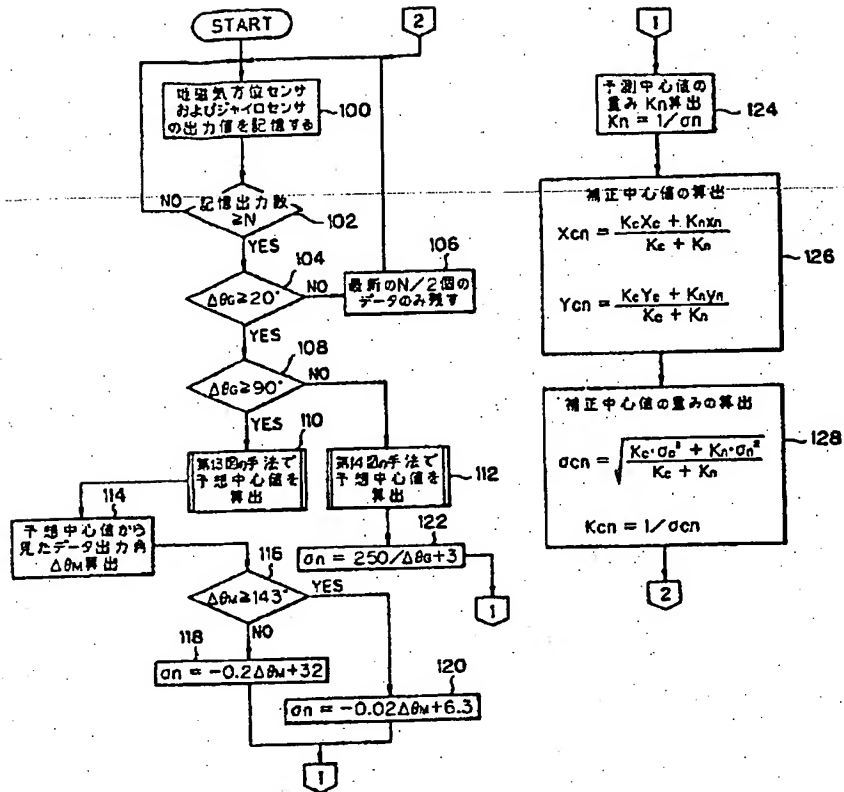 START
2
地磁気方位センサ
およびジャイロセンサ
の出力値を記憶する
100
NO
記憶出力数
≧N
102
YES
104
ΔθG≧20°
NO
106
最新のN/2個の
データのみ残す
YES
108
ΔθG≧90°
NO
YES
110
第13図の手法で
予想中心値を
算出
第14図の手法で
予想中心値を
算出
112
114
予想中心値から
見たデータ出力角
ΔθM算出
122
σn = 250/ΔθG+3
1
116
ΔθM≧143°
YES
NO
118
σn = -0.2ΔθM+32
120
σn = -0.02ΔθM+6.3
1
1
予測中心値の
重み Kn算出
Kn = 1/σn
124
補正中心値の算出
Xcn = (KcXc + Knxn)/(Kc + Kn)
126
Ycn = (KcYc + Knyn)/(Kc + Kn)
補正中心値の重みの算出
σcn = √((Kc·σc² + Kn·σn²)/(Kc + Kn))
128
Kcn = 1/σcn
2